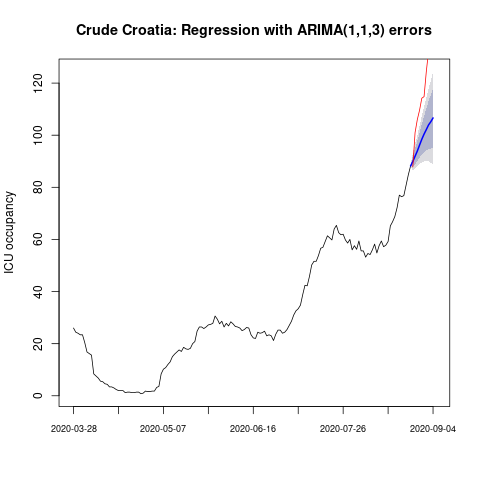 Crude Croatia: Regression with ARIMA(1,1,3) errors
ICU occupancy
120
100
80
60
40
20
0
2020-03-28 2020-05-07 2020-06-16 2020-07-26 2020-09-04